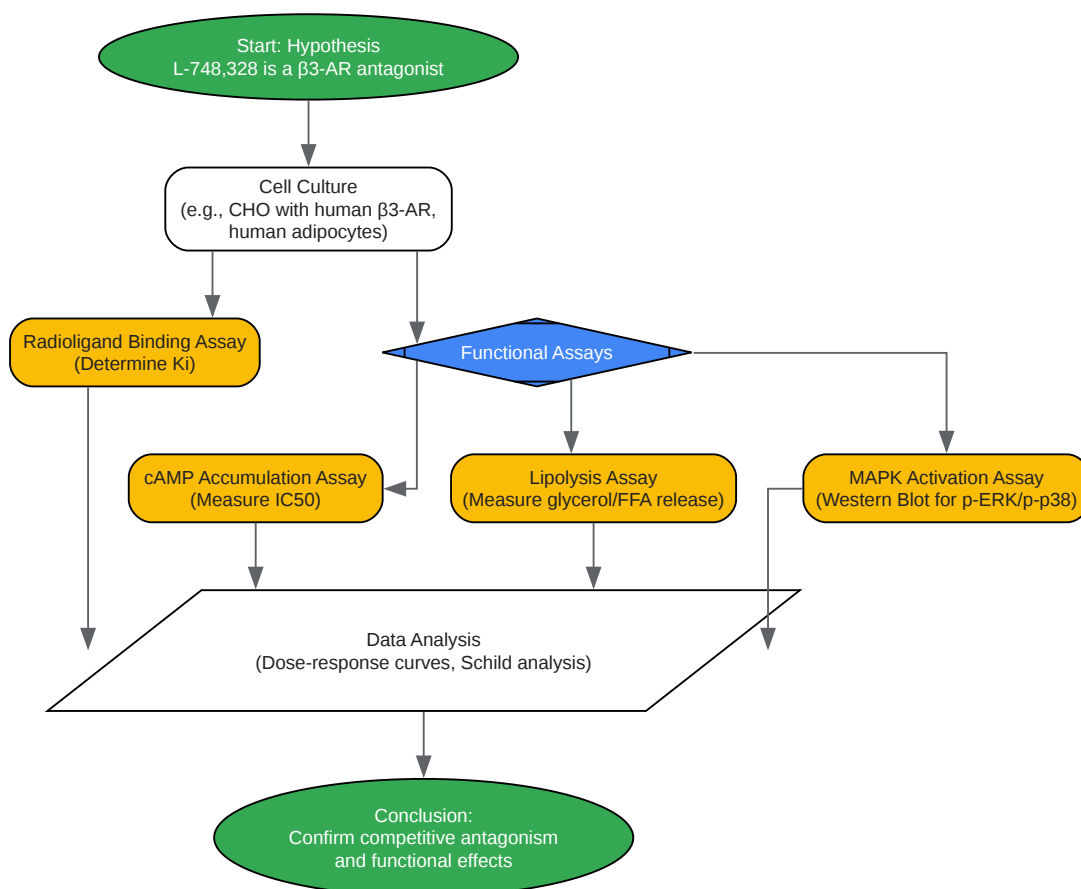 Start: Hypothesis
L-748,328 is a β3-AR antagonist
Cell Culture
(e.g., CHO with human β3-AR,
human adipocytes)
Radioligand Binding Assay
(Determine Ki)
Functional Assays
cAMP Accumulation Assay
(Measure IC50)
Lipolysis Assay
(Measure glycerol/FFA release)
MAPK Activation Assay
(Western Blot for p-ERK/p-p38)
Data Analysis
(Dose-response curves, Schild analysis)
Conclusion:
Confirm competitive antagonism
and functional effects